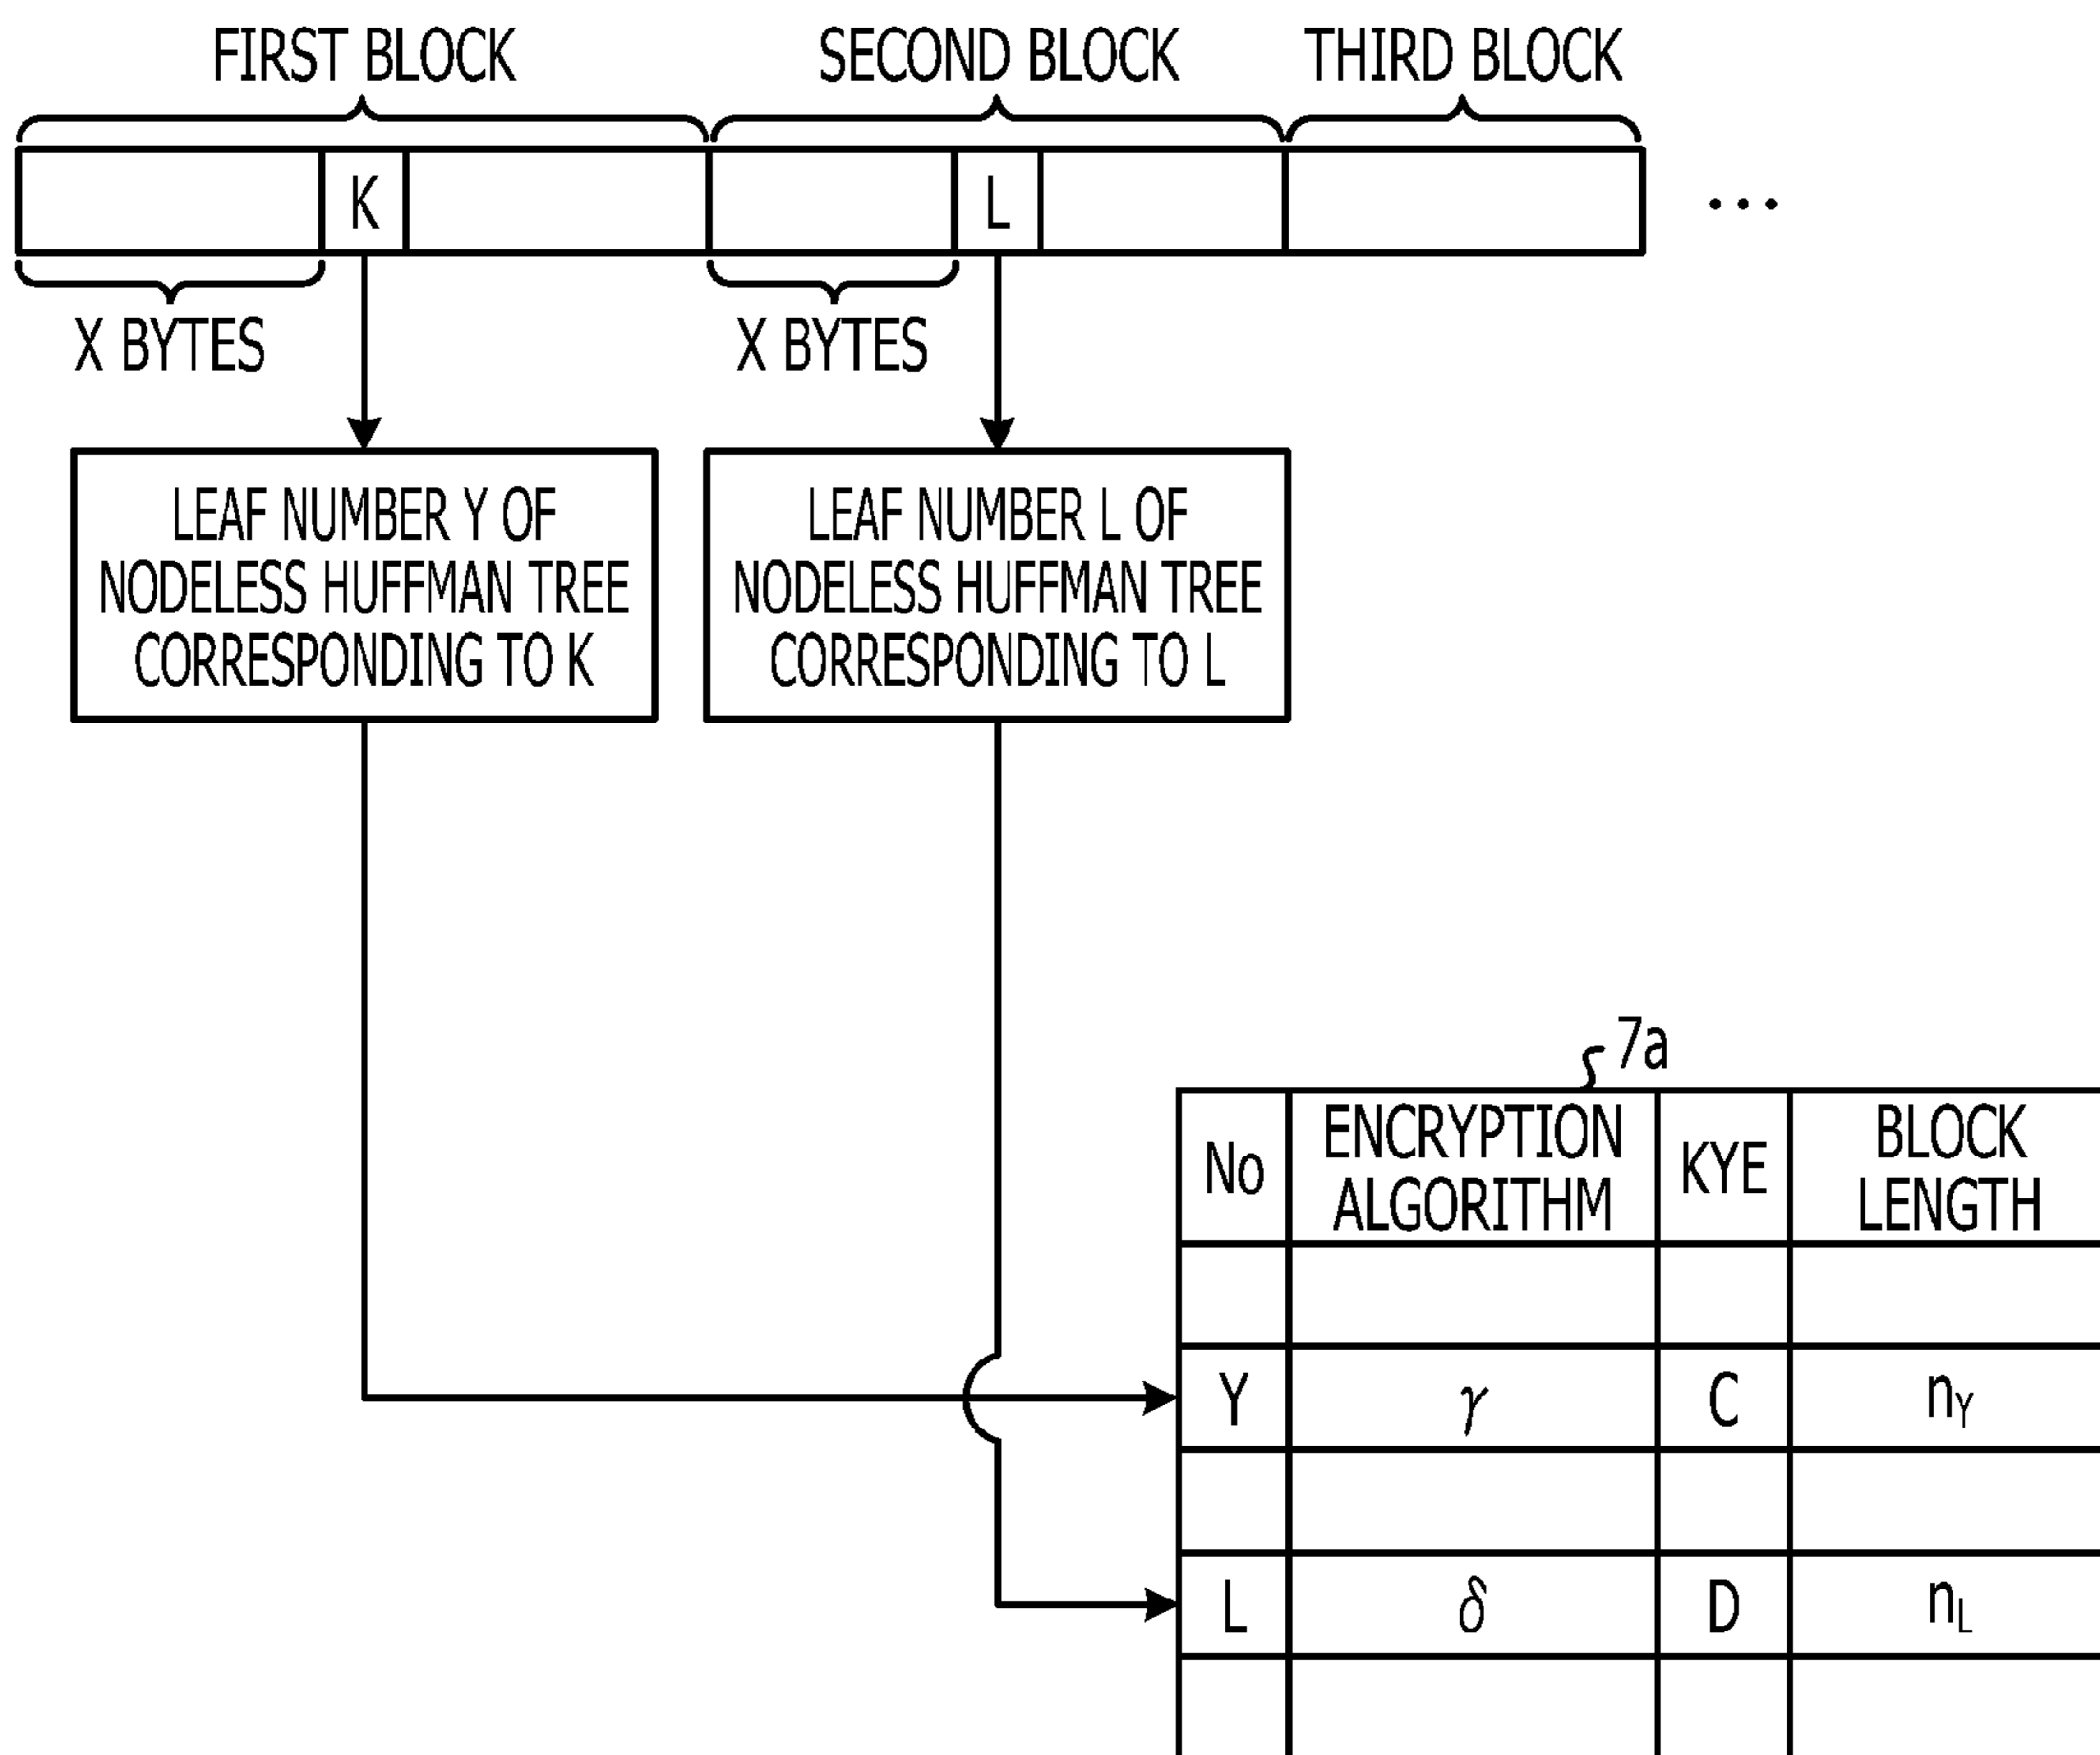 FIRST BLOCK SECOND BLOCK THIRD BLOCK
K L ...
X BYTES X BYTES
LEAF NUMBER Y OF
NODELESS HUFFMAN TREE
CORRESPONDING TO K
LEAF NUMBER L OF
NODELESS HUFFMAN TREE
CORRESPONDING TO L
7a
No
ENCRYPTION
ALGORITHM
KYE
BLOCK
LENGTH
Y γ C nY
L δ D nL